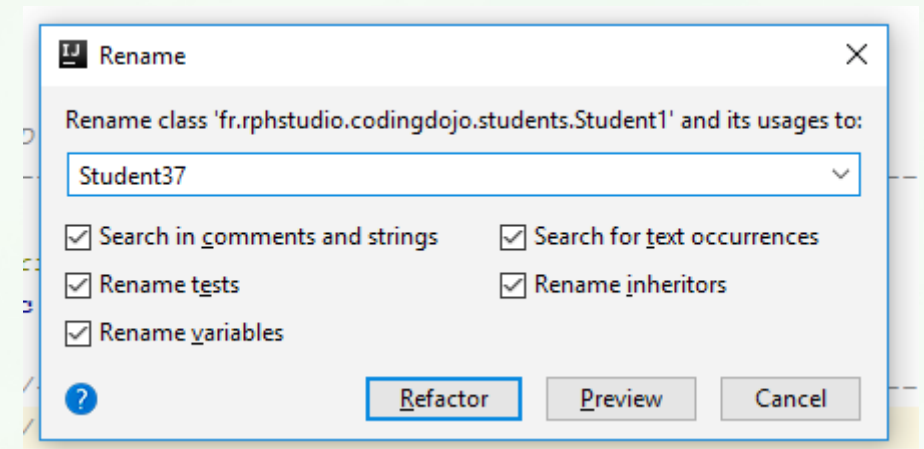 IJ
Rename
Rename class 'fr.rphstudio.codingdojo.students.Student1' and its usages to:
Student37
Search in comments and strings
Search for text occurrences
Rename tests
Rename inheritors
Rename variables
?
Refactor
Preview
Cancel